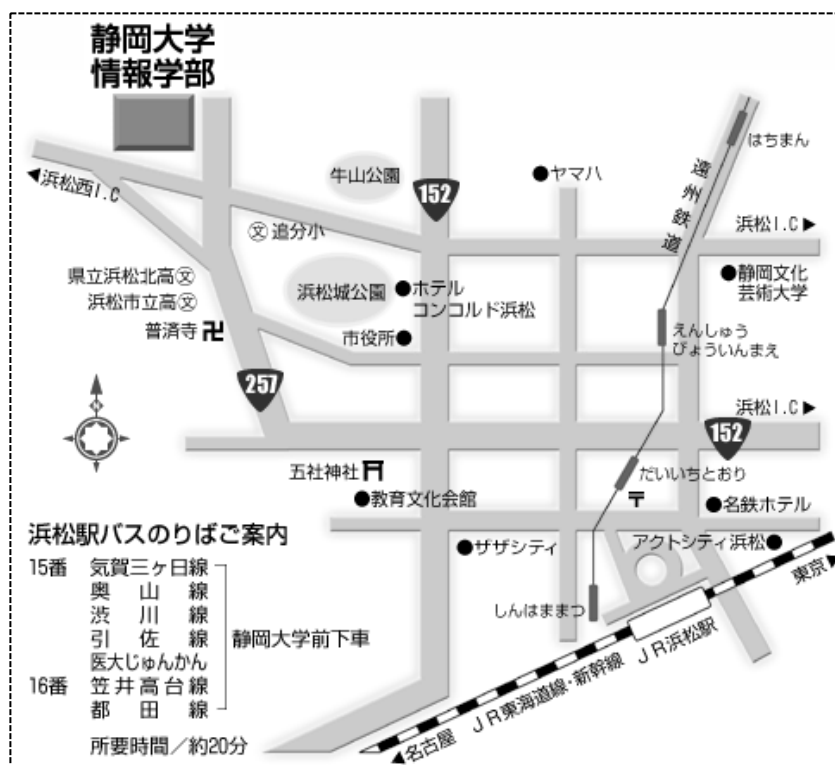 静岡大学
情報学部
はちまん
牛山公園
152
ヤマハ
遠州鉄道
◀浜松西I.C
浜松I.C▶
文 追分小
静岡文化
芸術大学
県立浜松北高文
浜松市立高文
浜松城公園
ホテル
コンコルド浜松
普済寺卍
市役所
えんしゅう
びょういんまえ
257
N
浜松I.C▶
152
五社神社
だいいちとおり
教育文化会館
〒
名鉄ホテル
浜松駅バスのりばご案内
ザザシティ
アクトシティ浜松
東京▶
15番 気賀三ヶ日線
奥山線
渋川線
引佐線
医大じゅんかん
16番 笠井高台線
都田線
静岡大学前下車
しんはままつ
JR浜松駅
JR東海道線・新幹線
◀名古屋
所要時間/約20分